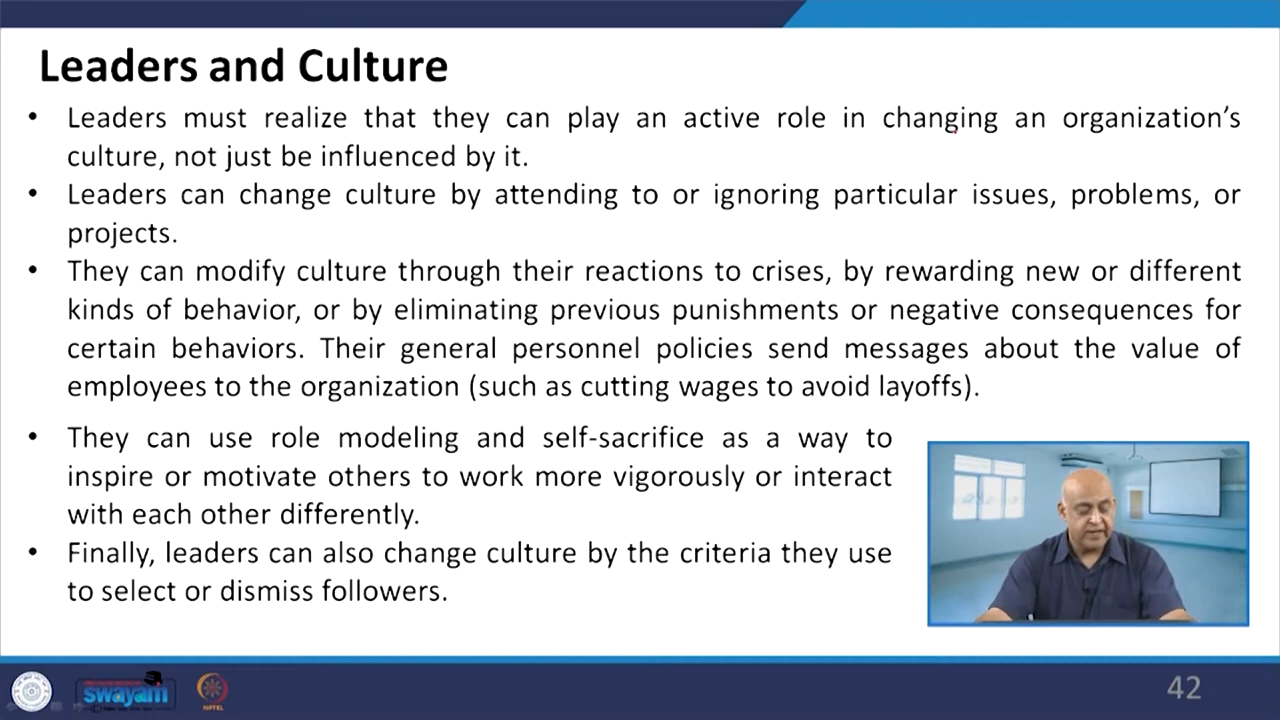 Leaders and Culture
• Leaders must realize that they can play an active role in changing an organization's
culture, not just be influenced by it.
• Leaders can change culture by attending to or ignoring particular issues, problems, or
projects.
• They can modify culture through their reactions to crises, by rewarding new or different
kinds of behavior, or by eliminating previous punishments or negative consequences for
certain behaviors. Their general personnel policies send messages about the value of
employees to the organization (such as cutting wages to avoid layoffs).
• They can use role modeling and self-sacrifice as a way to
inspire or motivate others to work more vigorously or interact
with each other differently.
• Finally, leaders can also change culture by the criteria they use
to select or dismiss followers.
swayam
NPTEL
42